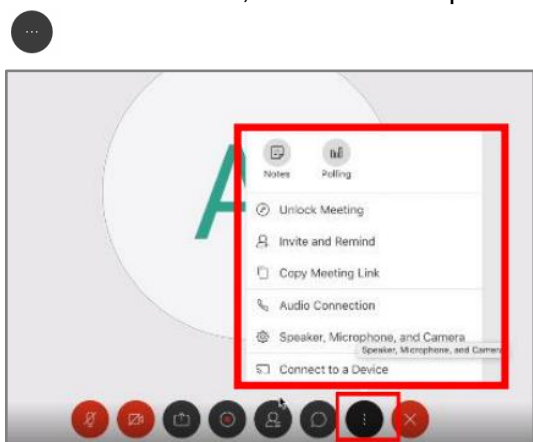 Notes Polling
Unlock Meeting
Invite and Remind
Copy Meeting Link
Audio Connection
Speaker, Microphone, and Camera
Speaker, Microphone, and Camera
Connect to a Device